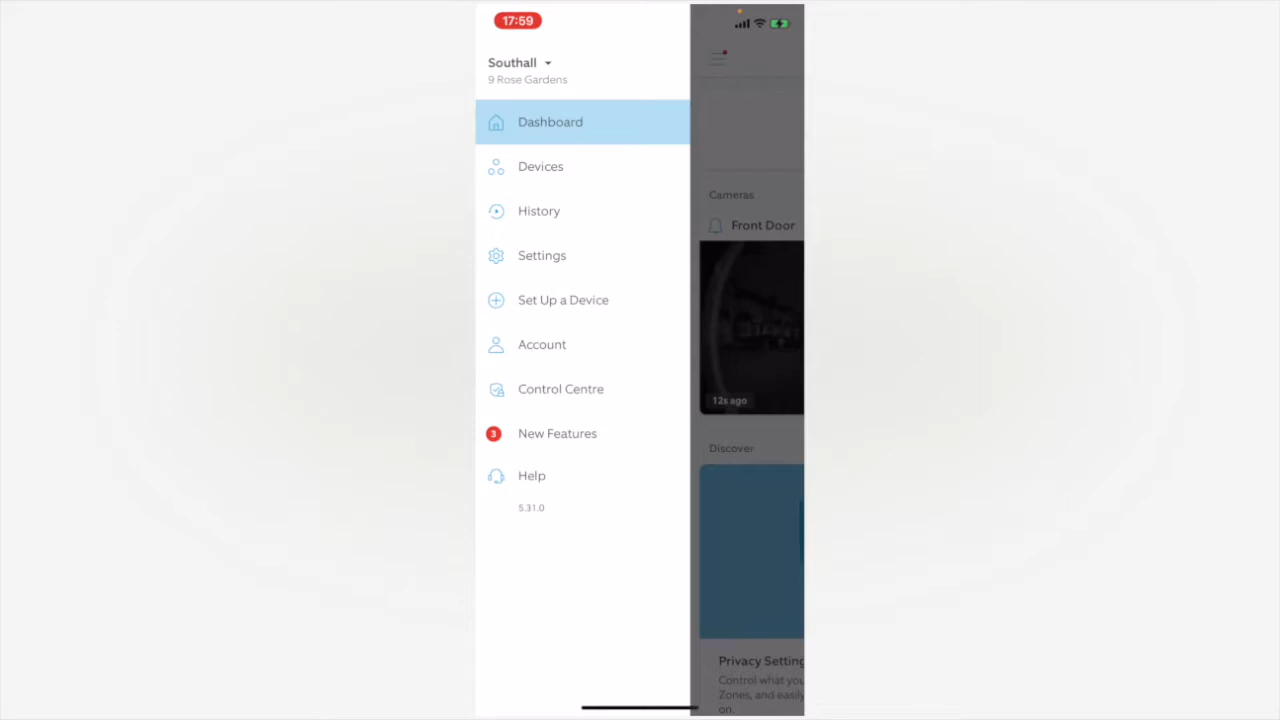 17:59
Southall
9 Rose Gardens
Dashboard
Devices
History
Settings
Set Up a Device
Account
Control Centre
3 New Features
Help
5.31.0
Cameras
Front Door
12s ago
Discover
Privacy Setting
Control what you
Zones, and easily
on.